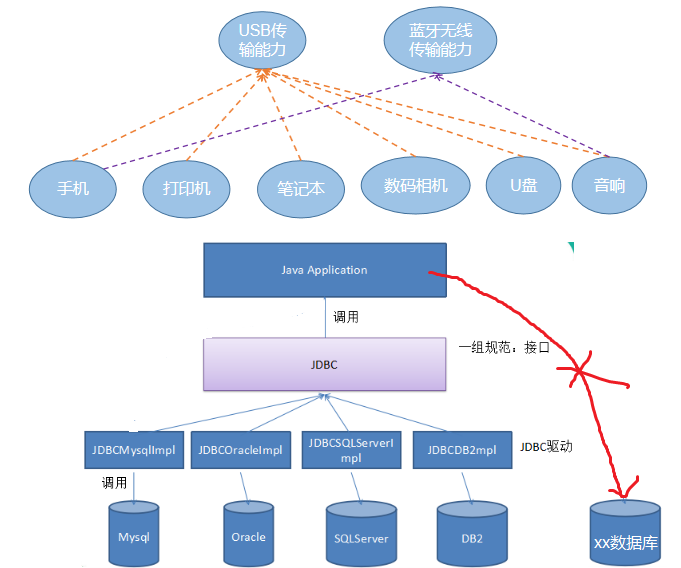 USB传
输能力
蓝牙无线
传输能力
手机
打印机
笔记本
数码相机
U盘
音响
Java Application
调用
一组规范：接口
JDBC
JDBCMysqlImpl
JDBCOracleImpl
JDBCSQLServerI
mpl
JDBCDB2mpl
JDBC驱动
调用
Mysql
Oracle
SQLServer
DB2
xx数据库